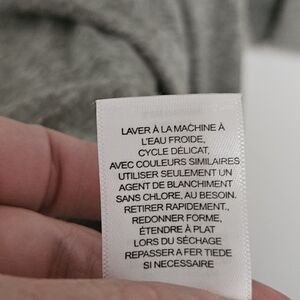 LAVER À LA MACHINE À
L'EAU FROIDE,
CYCLE DÉLICAT,
AVEC COULEURS SIMILAIRES
UTILISER SEULEMENT UN
AGENT DE BLANCHIMENT
SANS CHLORE, AU BESOIN.
RETIRER RAPIDEMENT.,
REDONNER FORME,
ÉTENDRE À PLAT
LORS DU SÉCHAGE
REPASSER A FER TIEDE
SI NECESSAIRE